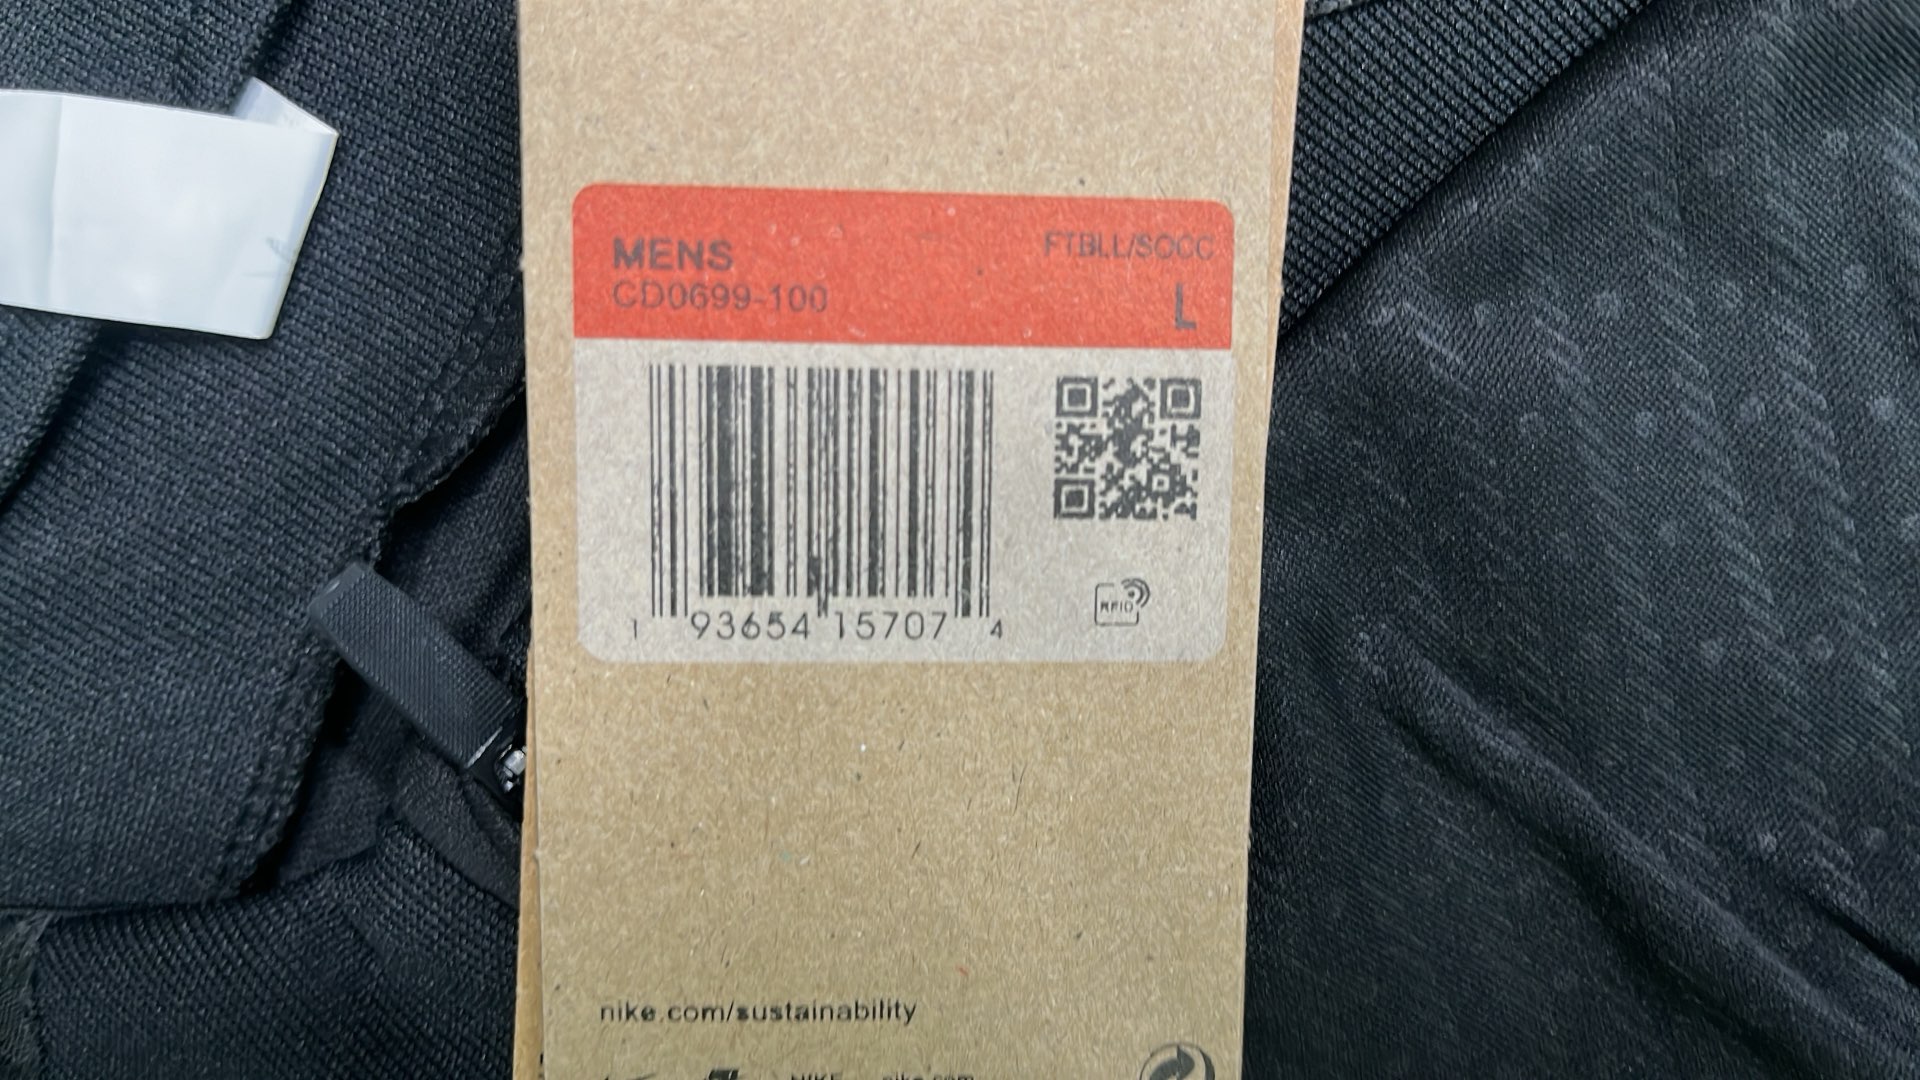 MENS FTBLL/SOCC
CD0699-100 L
1 93654 15707 4
RFID
nike.com/sustainability